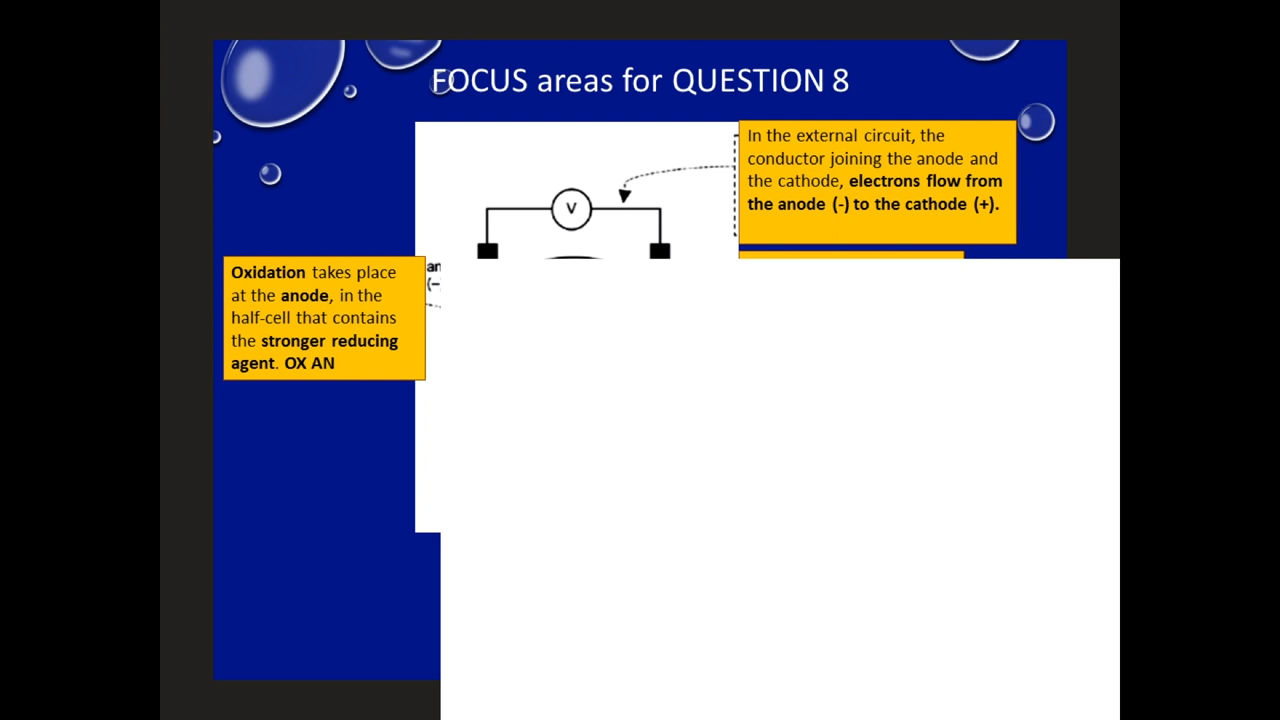 FOCUS areas for QUESTION 8
In the external circuit, the
conductor joining the anode and
the cathode, electrons flow from
the anode (-) to the cathode (+).
V
Oxidation takes place
at the anode, in the
half-cell that contains
the stronger reducing
agent. OX AN
an
(–